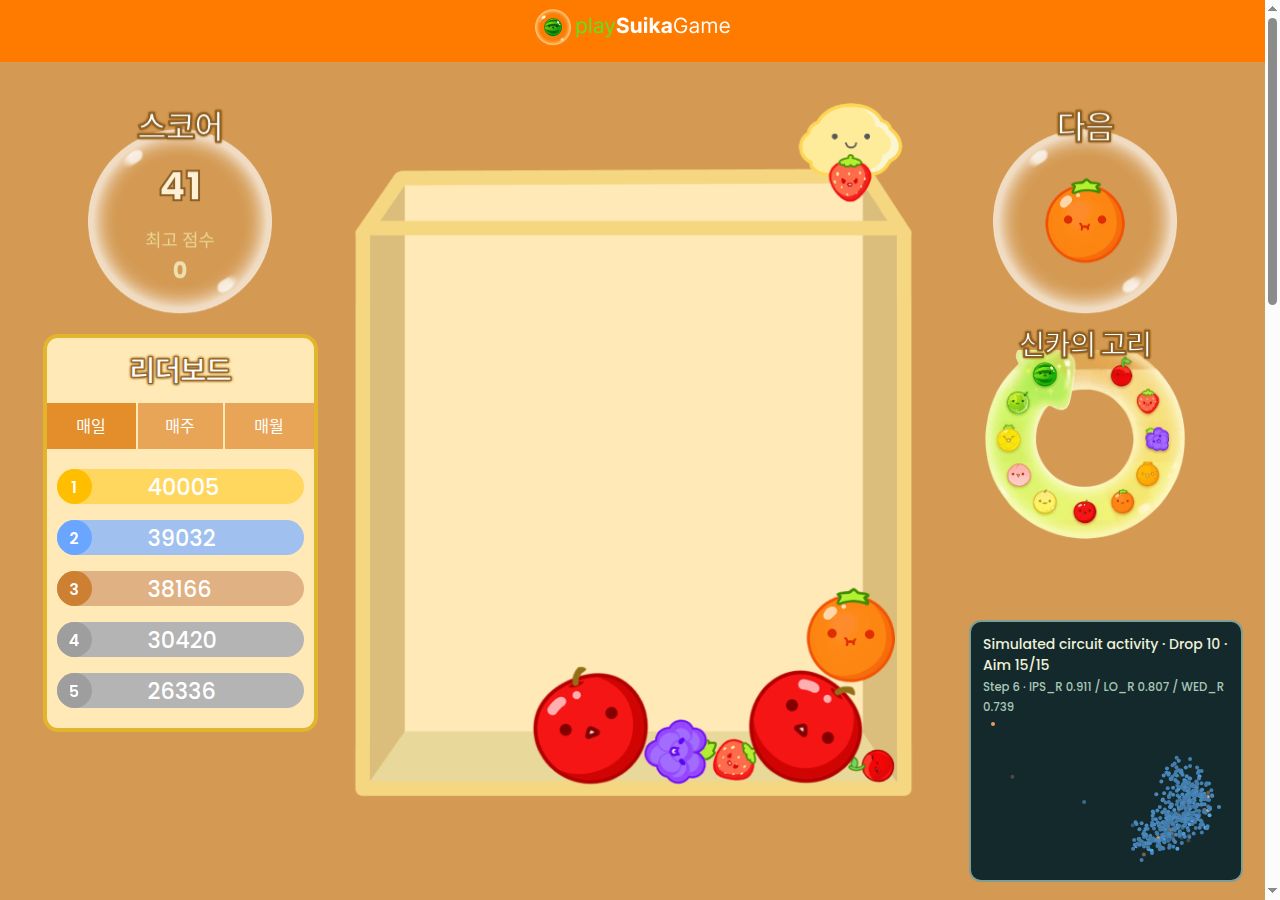 playSuikaGame
스코어
41
최고 점수
0
다음
신카의 고리
리더보드
매일 매주 매월
1 40005
2 39032
3 38166
4 30420
5 26336
Simulated circuit activity · Drop 10 ·
Aim 15/15
Step 6 · IPS_R 0.911 / LO_R 0.807 / WED_R
0.739